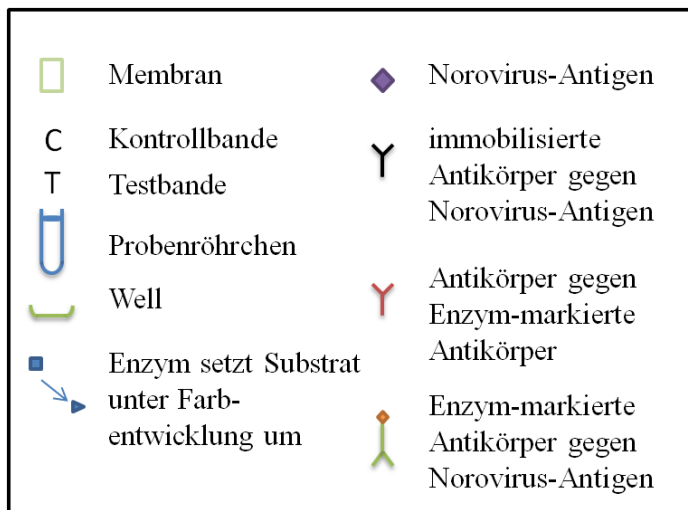 Membran
C Kontrollbande
T Testbande
Probenröhrchen
Well
Enzym setzt Substrat
unter Farb-
entwicklung um
Norovirus-Antigen
immobilisierte
Antikörper gegen
Norovirus-Antigen
Antikörper gegen
Enzym-markierte
Antikörper
Enzym-markierte
Antikörper gegen
Norovirus-Antigen